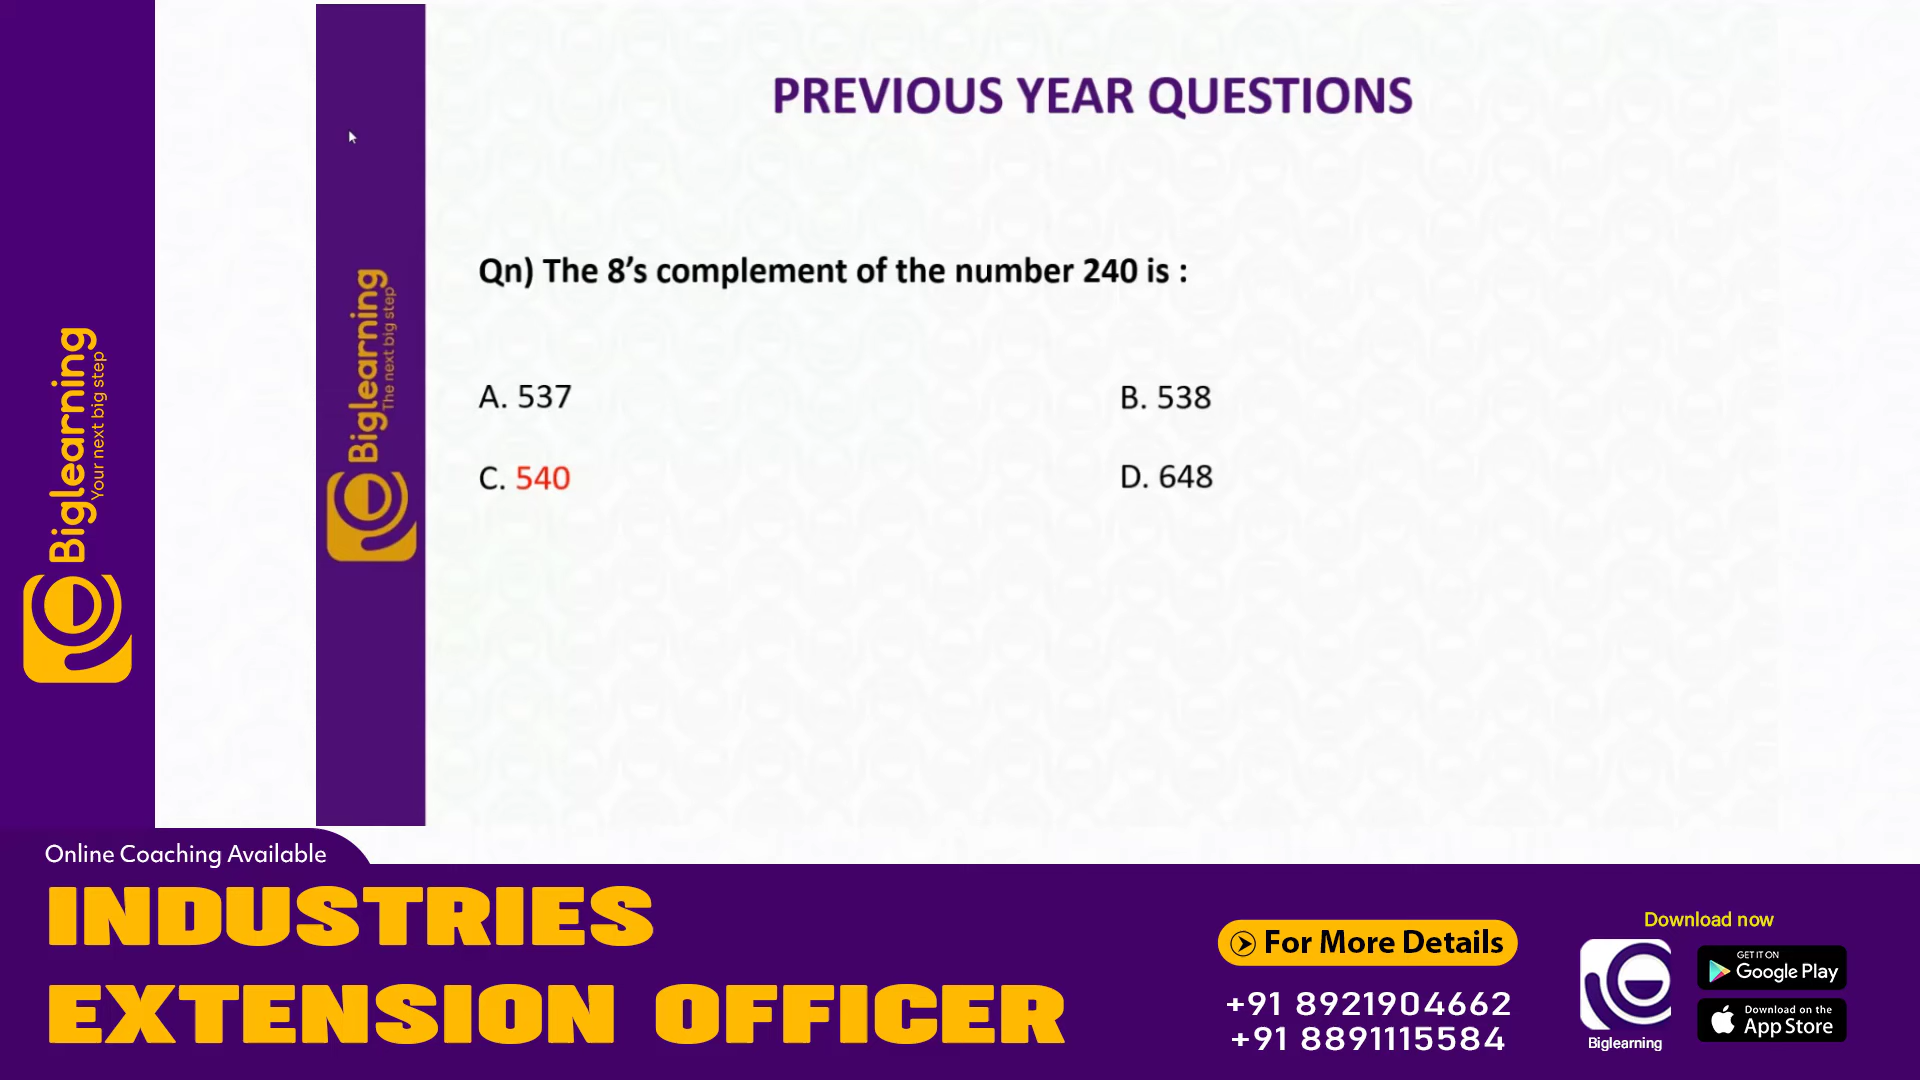 PREVIOUS YEAR QUESTIONS
Qn) The 8’s complement of the number 240 is :
A. 537
B. 538
C. 540
D. 648
Biglearning
The next big step
Biglearning
Your next big step
Online Coaching Available
INDUSTRIES
EXTENSION OFFICER
For More Details
+91 8921904662
+91 8891115584
Download now
Biglearning
GET IT ON
Google Play
Download on the
App Store